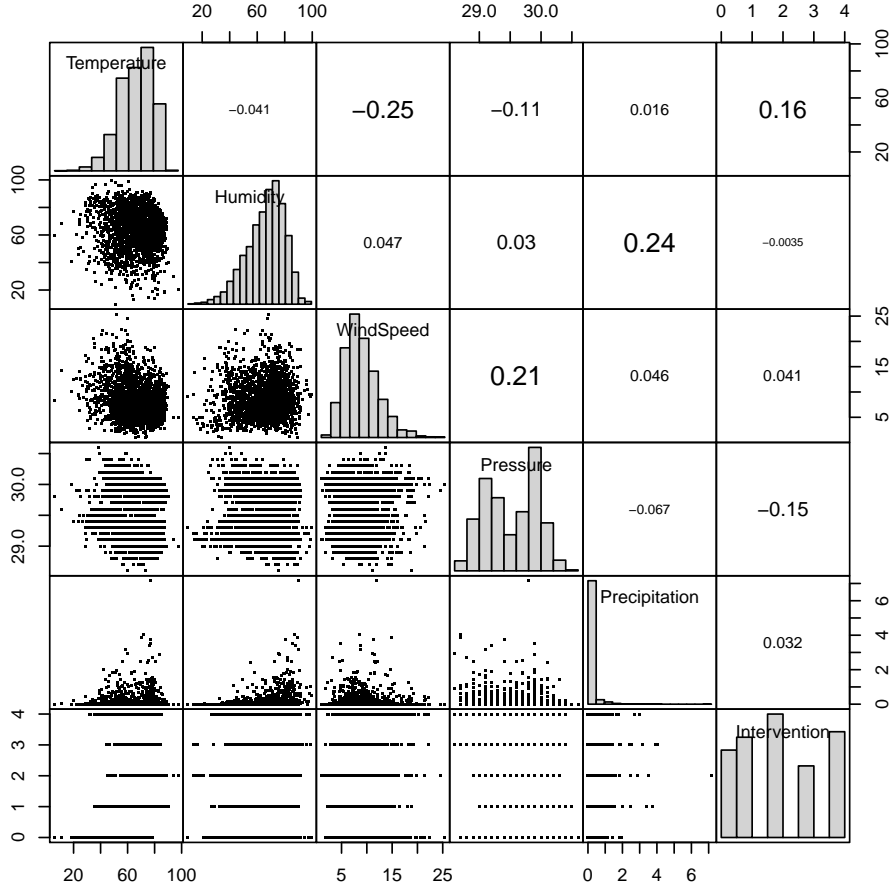 20 60 100 29.0 30.0 0 1 2 3 4
Temperature −0.041 −0.25 −0.11 0.016 0.16
20 60 100
Humidity 0.047 0.03 0.24 −0.0035
20 60 100
WindSpeed 0.21 0.046 0.041
5 15 25
Pressure −0.067 −0.15
29.0 30.0
Precipitation 0.032
0 2 4 6
Intervention
0 1 2 3 4
20 60 100 5 15 25 0 2 4 6